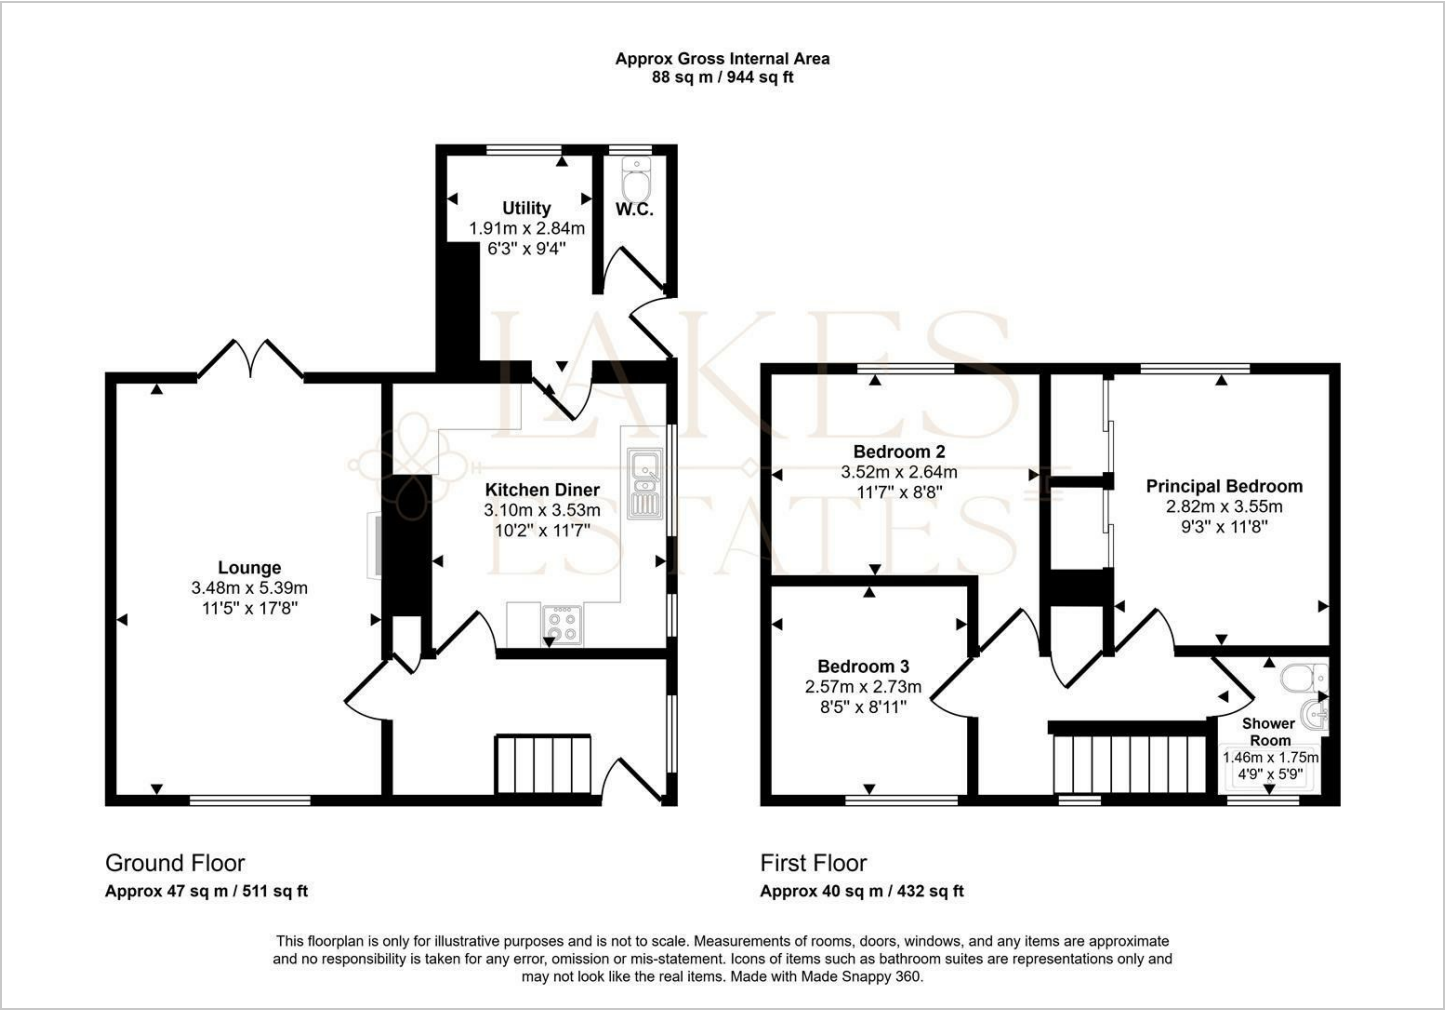 Approx Gross Internal Area
88 sq m / 944 sq ft
Utility
1.91m x 2.84m
6'3" x 9'4"
W.C.
LAKES
ESTATES
Kitchen Diner
3.10m x 3.53m
10'2" x 11'7"
Lounge
3.48m x 5.39m
11'5" x 17'8"
Bedroom 2
3.52m x 2.64m
11'7" x 8'8"
Principal Bedroom
2.82m x 3.55m
9'3" x 11'8"
Bedroom 3
2.57m x 2.73m
8'5" x 8'11"
Shower
Room
1.46m x 1.75m
4'9" x 5'9"
Ground Floor
Approx 47 sq m / 511 sq ft
First Floor
Approx 40 sq m / 432 sq ft
This floorplan is only for illustrative purposes and is not to scale. Measurements of rooms, doors, windows, and any items are approximate
and no responsibility is taken for any error, omission or mis-statement. Icons of items such as bathroom suites are representations only and
may not look like the real items. Made with Made Snappy 360.